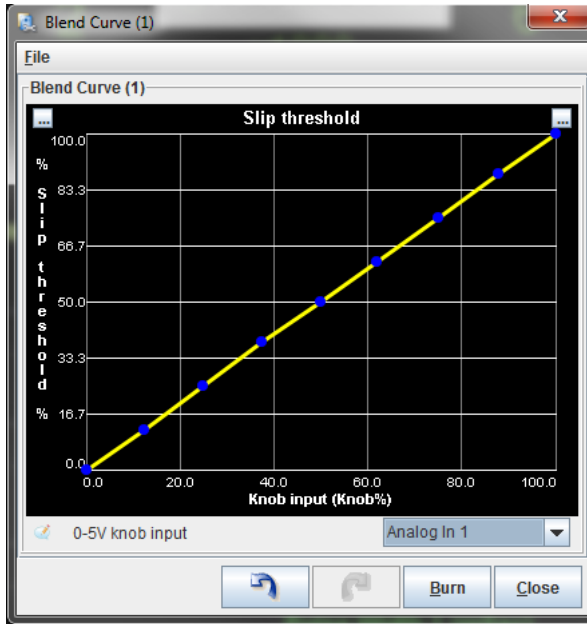 Blend Curve (1)
File
Blend Curve (1)
... Slip threshold ...
% Slip threshold %
100.0
83.3
66.7
50.0
33.3
16.7
0.0
0.0 20.0 40.0 60.0 80.0 100.0
Knob input (Knob%)
0-5V knob input Analog In 1
Burn Close